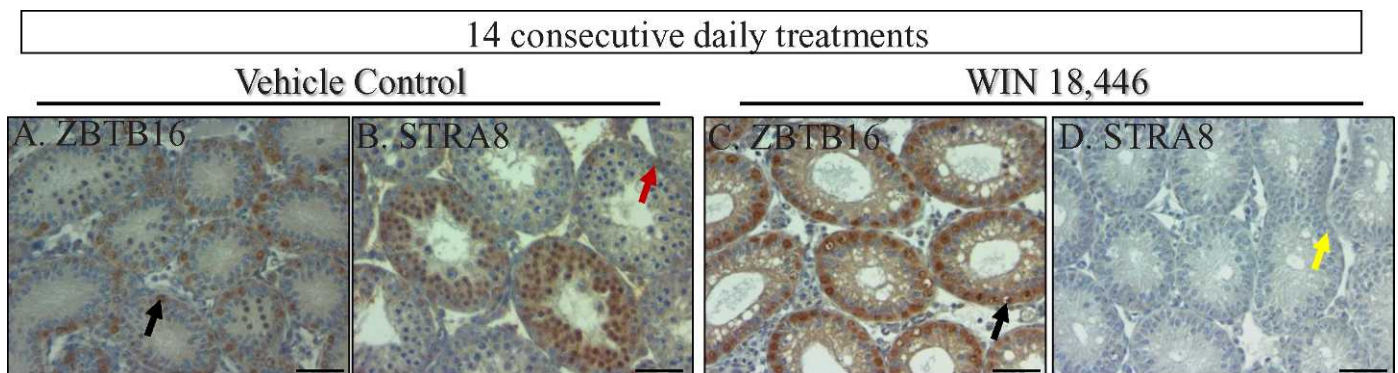 14 consecutive daily treatments
Vehicle Control
WIN 18,446
A. ZBTB16
B. STRA8
C. ZBTB16
D. STRA8